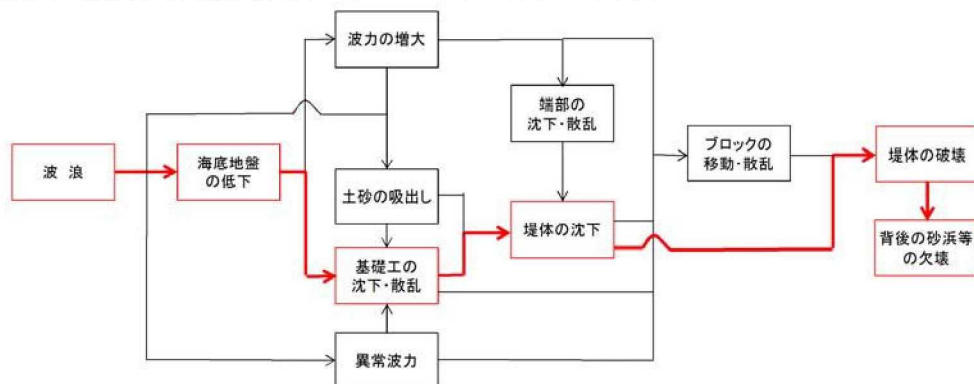 波力の増大
端部の
沈下・散乱
ブロックの
移動・散乱
堤体の破壊
波 浪
海底地盤
の低下
土砂の吸出し
堤体の沈下
背後の砂浜等
の欠壊
基礎工の
沈下・散乱
異常波力